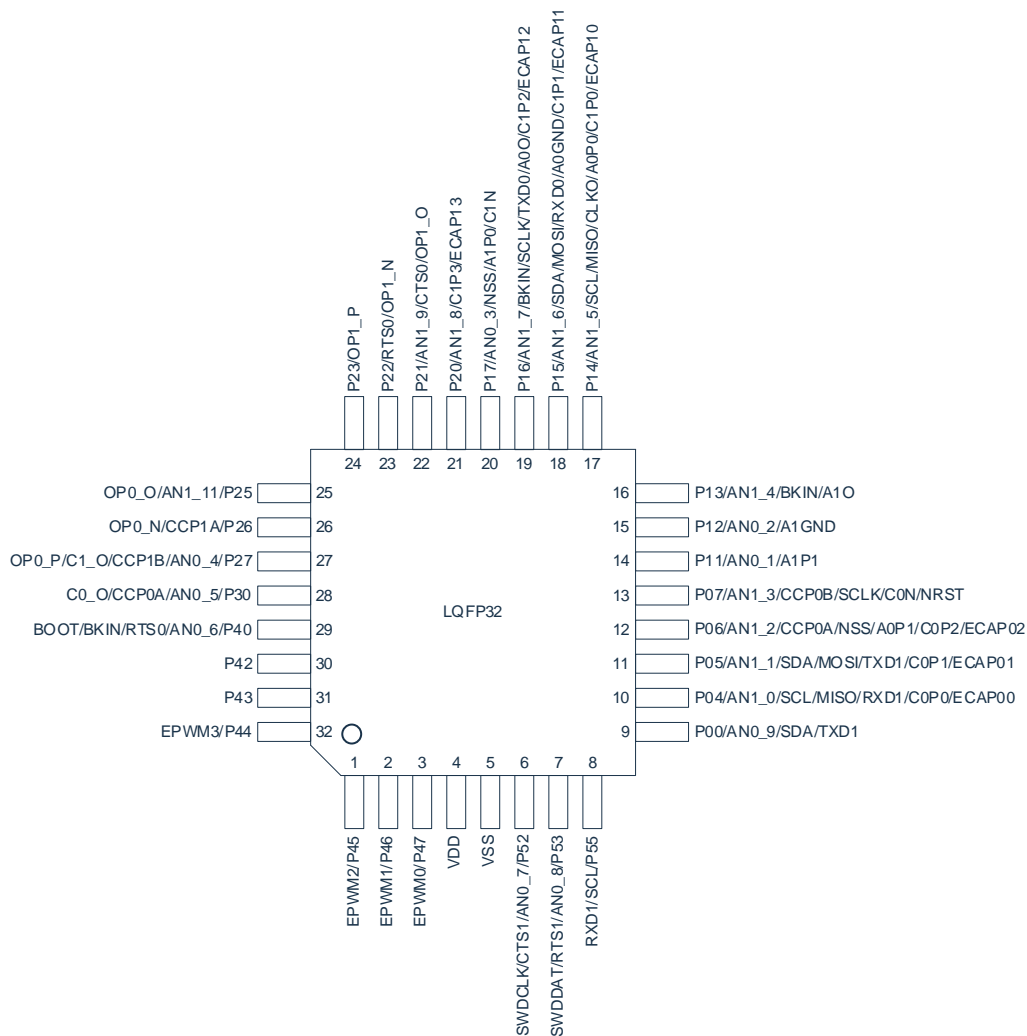 P23/OP1_P
P22/RTS0/OP1_N
P21/AN1_9/CTS0/OP1_O
P20/AN1_8/C1P3/ECAP13
P17/AN0_3/NSS/A1P0/C1N
P16/AN1_7/BKIN/SCLK/TXD0/A0O/C1P2/ECAP12
P15/AN1_6/SDA/MOSI/RXD0/A0GND/C1P1/ECAP11
P14/AN1_5/SCL/MISO/CLKO/A0P0/C1P0/ECAP10
24 23 22 21 20 19 18 17
OP0_O/AN1_11/P25 25
OP0_N/CCP1A/P26 26
OP0_P/C1_O/CCP1B/AN0_4/P27 27
C0_O/CCP0A/AN0_5/P30 28
BOOT/BKIN/RTS0/AN0_6/P40 29
P42 30
P43 31
EPWM3/P44 32
LQFP32
16 P13/AN1_4/BKIN/A1O
15 P12/AN0_2/A1GND
14 P11/AN0_1/A1P1
13 P07/AN1_3/CCP0B/SCLK/C0N/NRST
12 P06/AN1_2/CCP0A/NSS/A0P1/C0P2/ECAP02
11 P05/AN1_1/SDA/MOSI/TXD1/C0P1/ECAP01
10 P04/AN1_0/SCL/MISO/RXD1/C0P0/ECAP00
9 P00/AN0_9/SDA/TXD1
1 2 3 4 5 6 7 8
EPWM2/P45
EPWM1/P46
EPWM0/P47
VDD
VSS
SWDCLK/CTS1/AN0_7/P52
SWDDAT/RTS1/AN0_8/P53
RXD1/SCL/P55